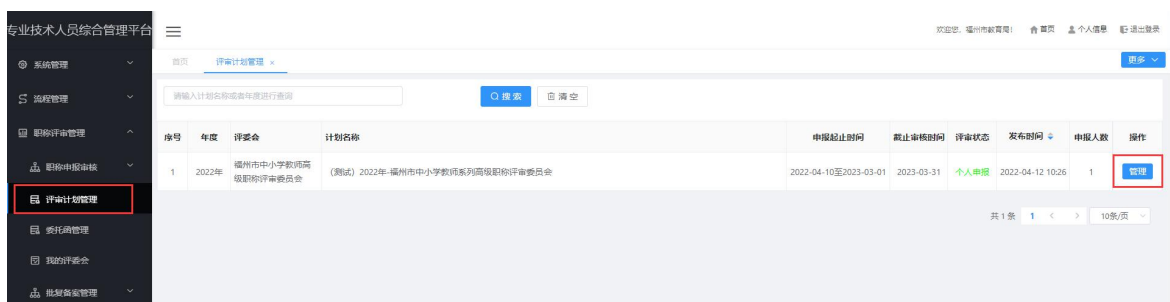 专业技术人员综合管理平台
欢迎您，福州市教育局！ 首页 个人信息 退出登录
系统管理
首页 评审计划管理 × 更多
流程管理
请输入计划名称或者年度进行查询 搜索 清空
职称评审管理
序号 年度 评委会 计划名称 申报起止时间 截止审核时间 评审状态 发布时间 申报人数 操作
职称申报审核
1 2022年 福州市中小学教师高级职称评审委员会 （测试）2022年-福州市中小学教师系列高级职称评审委员会 2022-04-10至2023-03-01 2023-03-31 个人申报 2022-04-12 10:26 1 管理
评审计划管理
共1条 1 10条/页
委托函管理
我的评委会
批复备案管理